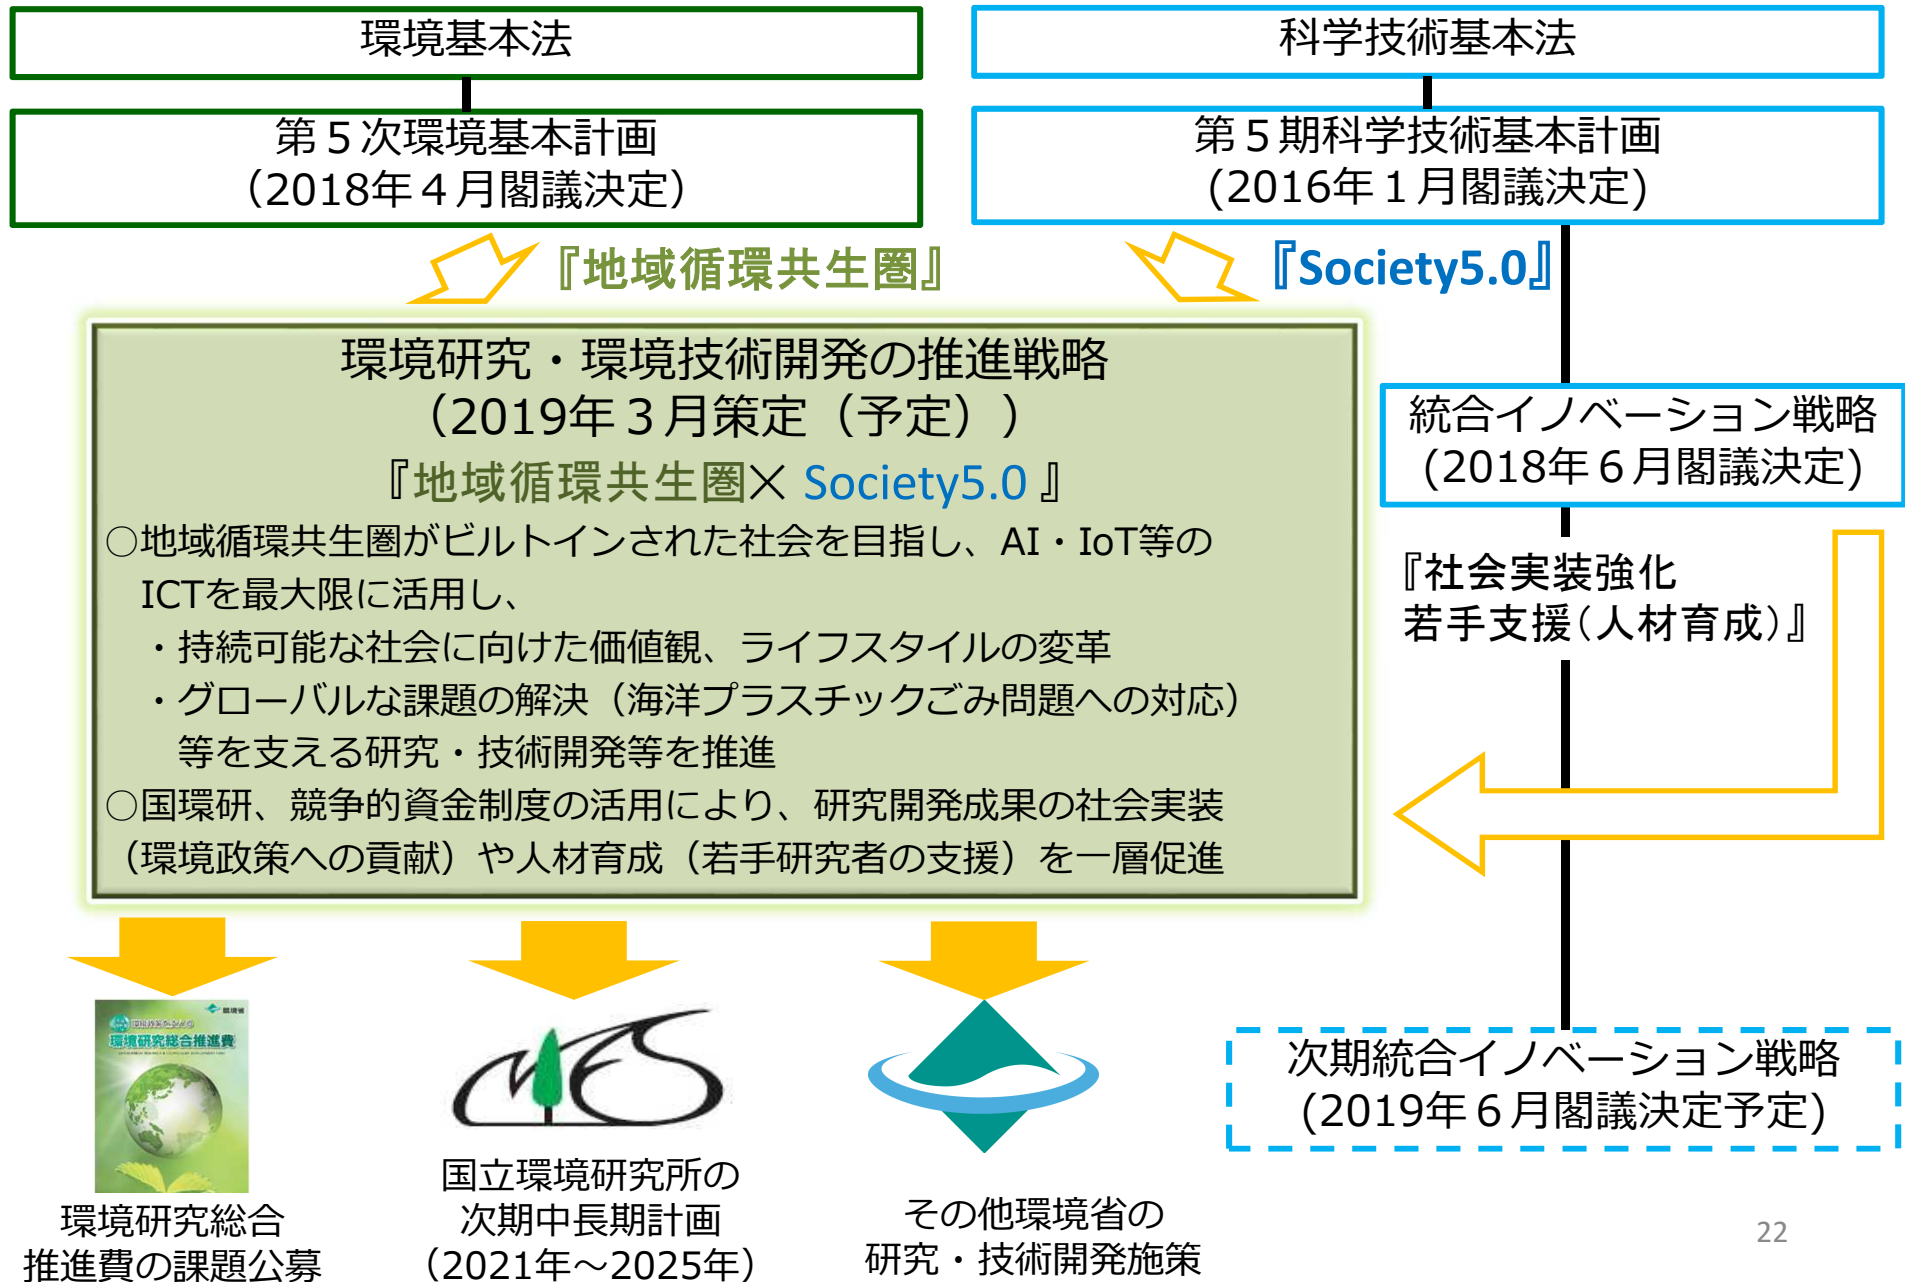 環境基本法
科学技術基本法
第５次環境基本計画
（2018年４月閣議決定）
第５期科学技術基本計画
(2016年１月閣議決定)
『地域循環共生圏』
『Society5.0』
環境研究・環境技術開発の推進戦略
（2019年３月策定（予定））
『地域循環共生圏× Society5.0 』
○地域循環共生圏がビルトインされた社会を目指し、AI・IoT等の
ICTを最大限に活用し、
・持続可能な社会に向けた価値観、ライフスタイルの変革
・グローバルな課題の解決（海洋プラスチックごみ問題への対応）
等を支える研究・技術開発等を推進
○国環研、競争的資金制度の活用により、研究開発成果の社会実装
（環境政策への貢献）や人材育成（若手研究者の支援）を一層促進
統合イノベーション戦略
(2018年６月閣議決定)
『社会実装強化
若手支援（人材育成）』
次期統合イノベーション戦略
(2019年６月閣議決定予定)
環境省
環境研究総合推進費
環境研究総合
推進費の課題公募
国立環境研究所の
次期中長期計画
（2021年～2025年）
その他環境省の
研究・技術開発施策
22